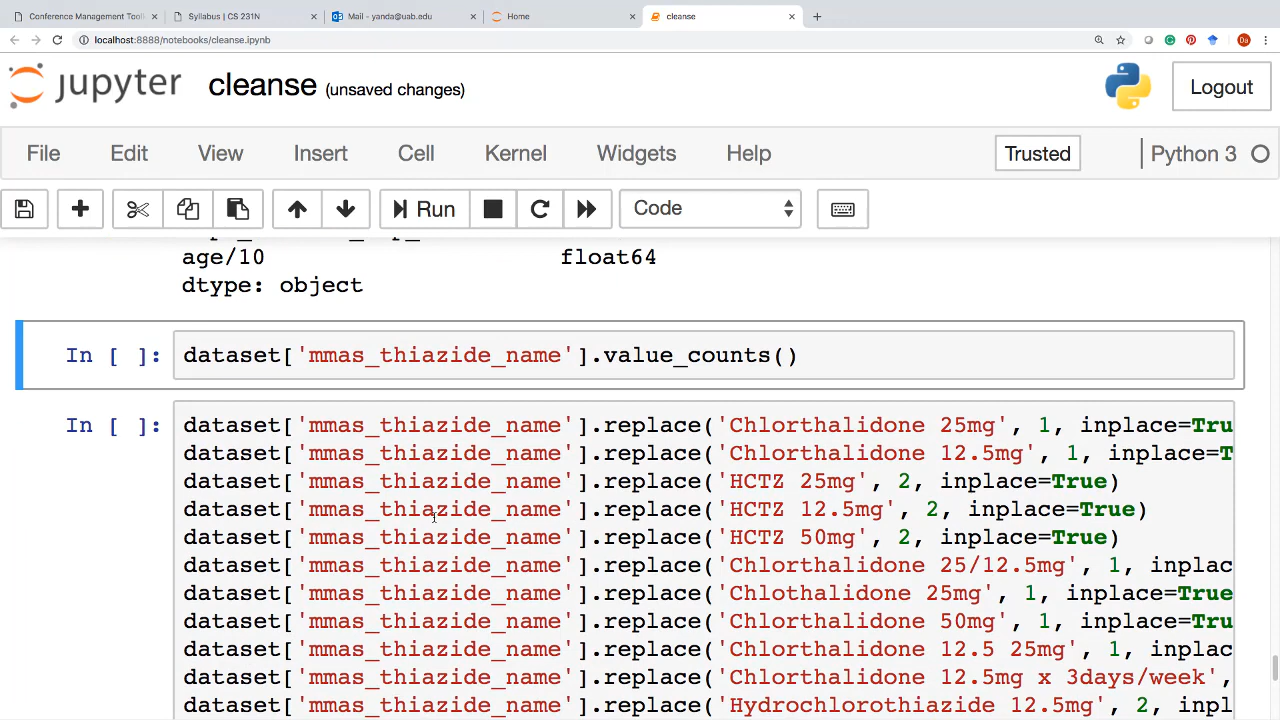 Conference Management Toolk
Syllabus | CS 231N
Mail - yanda@uab.edu
Home
cleanse
localhost:8888/notebooks/cleanse.ipynb
Da
jupyter cleanse (unsaved changes)
Logout
File Edit View Insert Cell Kernel Widgets Help
Trusted
Python 3
Run
Code
age/10 float64
dtype: object
In [ ]: dataset['mmas_thiazide_name'].value_counts()
In [ ]: dataset['mmas_thiazide_name'].replace('Chlorthalidone 25mg', 1, inplace=Tru
dataset['mmas_thiazide_name'].replace('Chlorthalidone 12.5mg', 1, inplace=T
dataset['mmas_thiazide_name'].replace('HCTZ 25mg', 2, inplace=True)
dataset['mmas_thiazide_name'].replace('HCTZ 12.5mg', 2, inplace=True)
dataset['mmas_thiazide_name'].replace('HCTZ 50mg', 2, inplace=True)
dataset['mmas_thiazide_name'].replace('Chlorthalidone 25/12.5mg', 1, inplac
dataset['mmas_thiazide_name'].replace('Chlothalidone 25mg', 1, inplace=True
dataset['mmas_thiazide_name'].replace('Chlorthalidone 50mg', 1, inplace=Tru
dataset['mmas_thiazide_name'].replace('Chlorthalidone 12.5 25mg', 1, inplac
dataset['mmas_thiazide_name'].replace('Chlorthalidone 12.5mg x 3days/week',
dataset['mmas_thiazide_name'].replace('Hydrochlorothiazide 12.5mg', 2, inpl